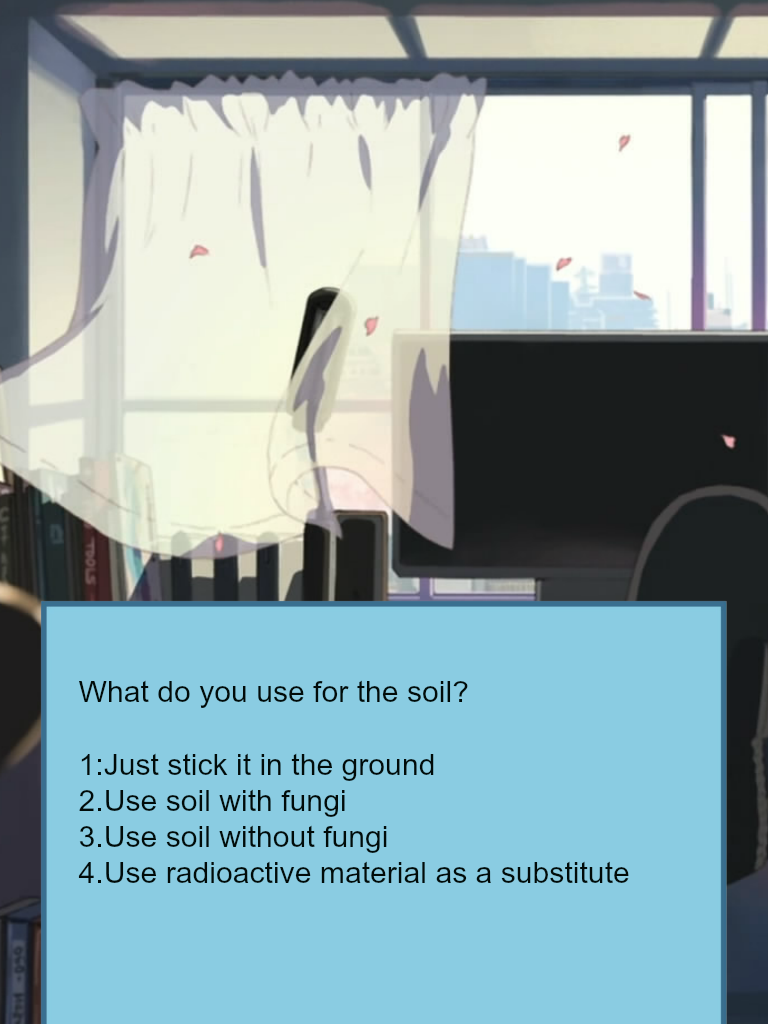 TOOLS
What do you use for the soil?
1:Just stick it in the ground
2.Use soil with fungi
3.Use soil without fungi
4.Use radioactive material as a substitute